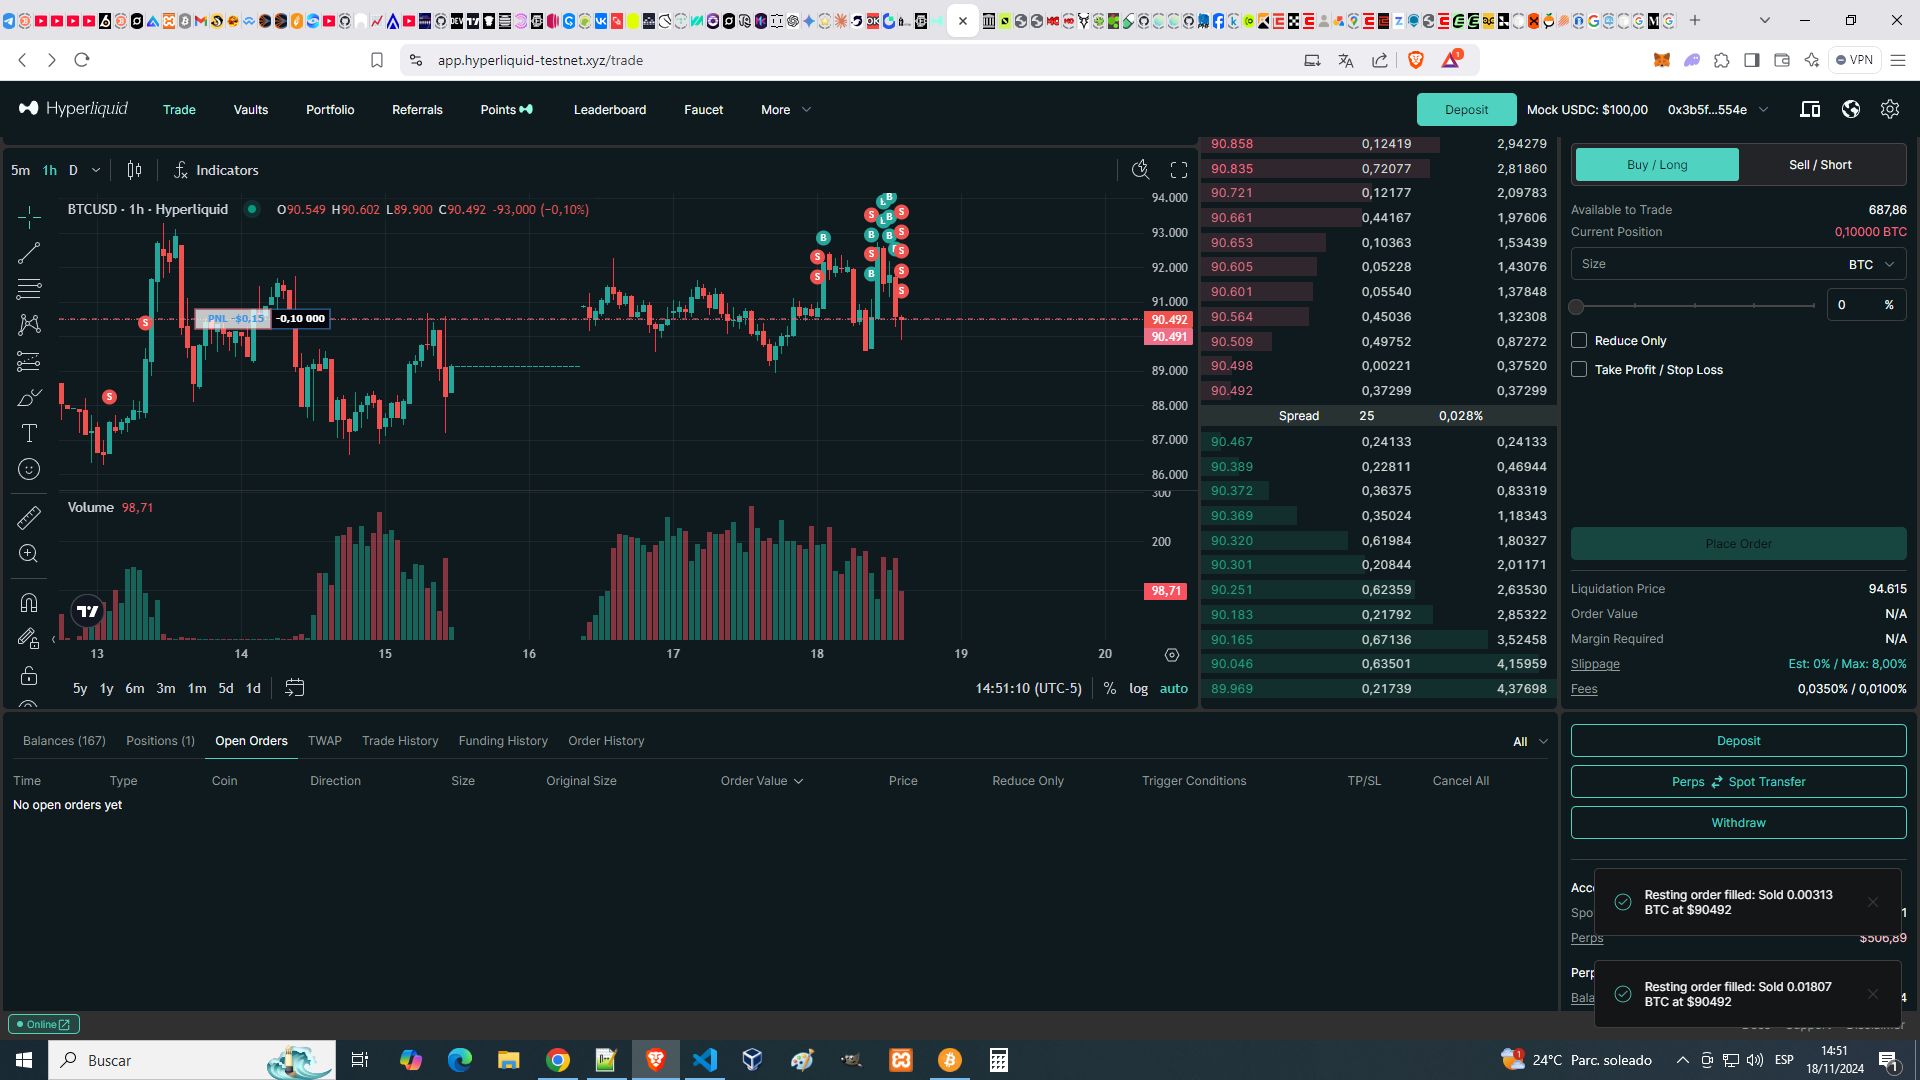 app.hyperliquid-testnet.xyz/trade
VPN
Hyperliquid
Trade
Vaults
Portfolio
Referrals
Points
Leaderboard
Faucet
More
Deposit
Mock USDC: $100,00
0x3b5f...554e
5m 1h D
Indicators
BTCUSD · 1h · Hyperliquid
O90.549 H90.602 L89.900 C90.492 -93,000 (−0,10%)
PNL -$0,15 -0,10 000
94.000
93.000
92.000
91.000
90.492
90.491
89.000
88.000
87.000
86.000
300
200
98,71
Volume 98,71
13 14 15 16 17 18 19 20
5y 1y 6m 3m 1m 5d 1d
14:51:10 (UTC-5)
% log auto
90.858 0,12419 2,94279
90.835 0,72077 2,81860
90.721 0,12177 2,09783
90.661 0,44167 1,97606
90.653 0,10363 1,53439
90.605 0,05228 1,43076
90.601 0,05540 1,37848
90.564 0,45036 1,32308
90.509 0,49752 0,87272
90.498 0,00221 0,37520
90.492 0,37299 0,37299
Spread 25 0,028%
90.467 0,24133 0,24133
90.389 0,22811 0,46944
90.372 0,36375 0,83319
90.369 0,35024 1,18343
90.320 0,61984 1,80327
90.301 0,20844 2,01171
90.251 0,62359 2,63530
90.183 0,21792 2,85322
90.165 0,67136 3,52458
90.046 0,63501 4,15959
89.969 0,21739 4,37698
Buy / Long
Sell / Short
Available to Trade 687,86
Current Position 0,10000 BTC
Size BTC
0 %
Reduce Only
Take Profit / Stop Loss
Place Order
Liquidation Price 94.615
Order Value N/A
Margin Required N/A
Slippage Est: 0% / Max: 8,00%
Fees 0,0350% / 0,0100%
Balances (167)
Positions (1)
Open Orders
TWAP
Trade History
Funding History
Order History
All
Time Type Coin Direction Size Original Size Order Value Price Reduce Only Trigger Conditions TP/SL Cancel All
No open orders yet
Deposit
Perps Spot Transfer
Withdraw
Resting order filled: Sold 0.00313
BTC at $90492
Perps $506,89
Resting order filled: Sold 0.01807
BTC at $90492
Online
Buscar
24°C Parc. soleado
ESP
14:51
18/11/2024
1